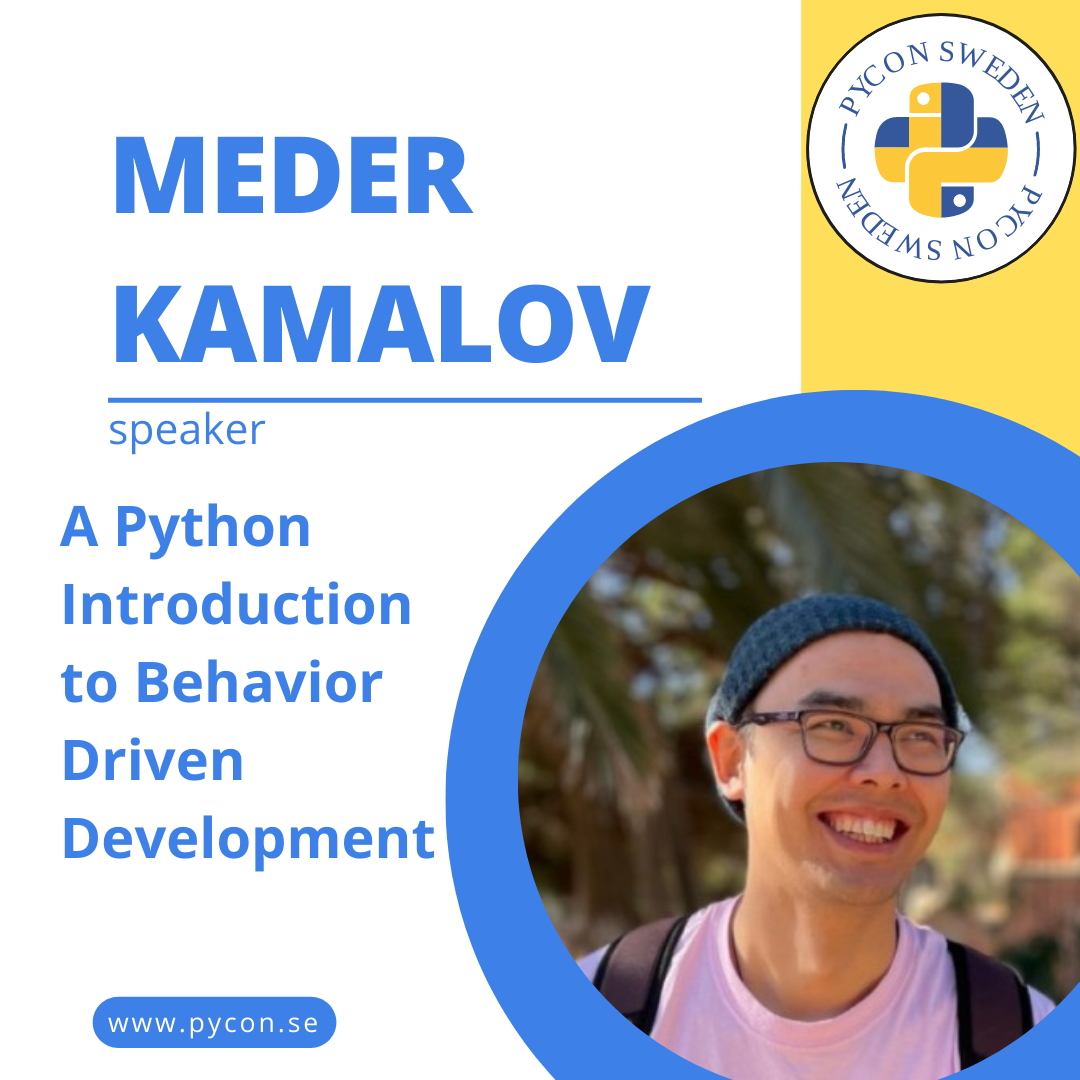 PYCON SWEDEN
PYCON SWEDEN
MEDER
KAMALOV
speaker
A Python
Introduction
to Behavior
Driven
Development
www.pycon.se